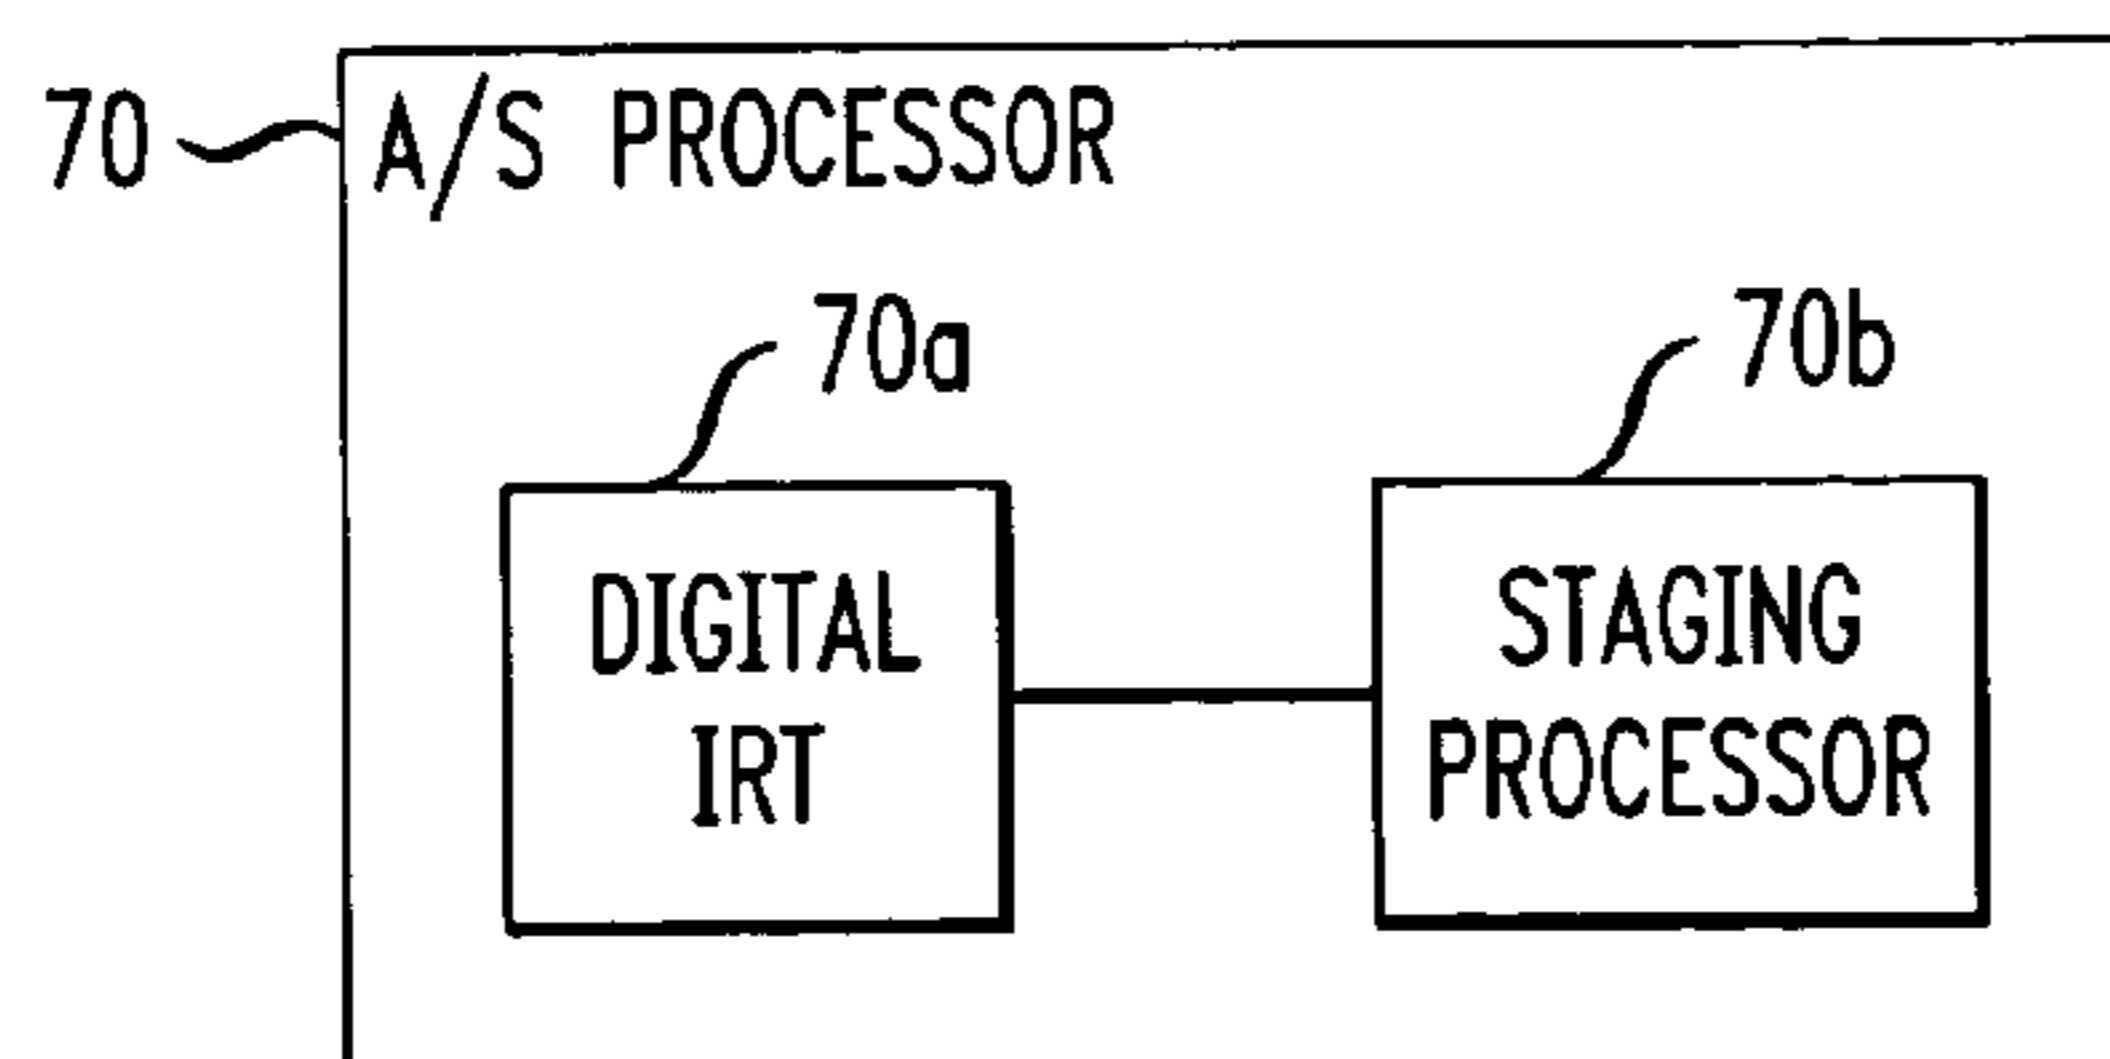 70 A/S PROCESSOR
70a 70b
DIGITAL
IRT
STAGING
PROCESSOR